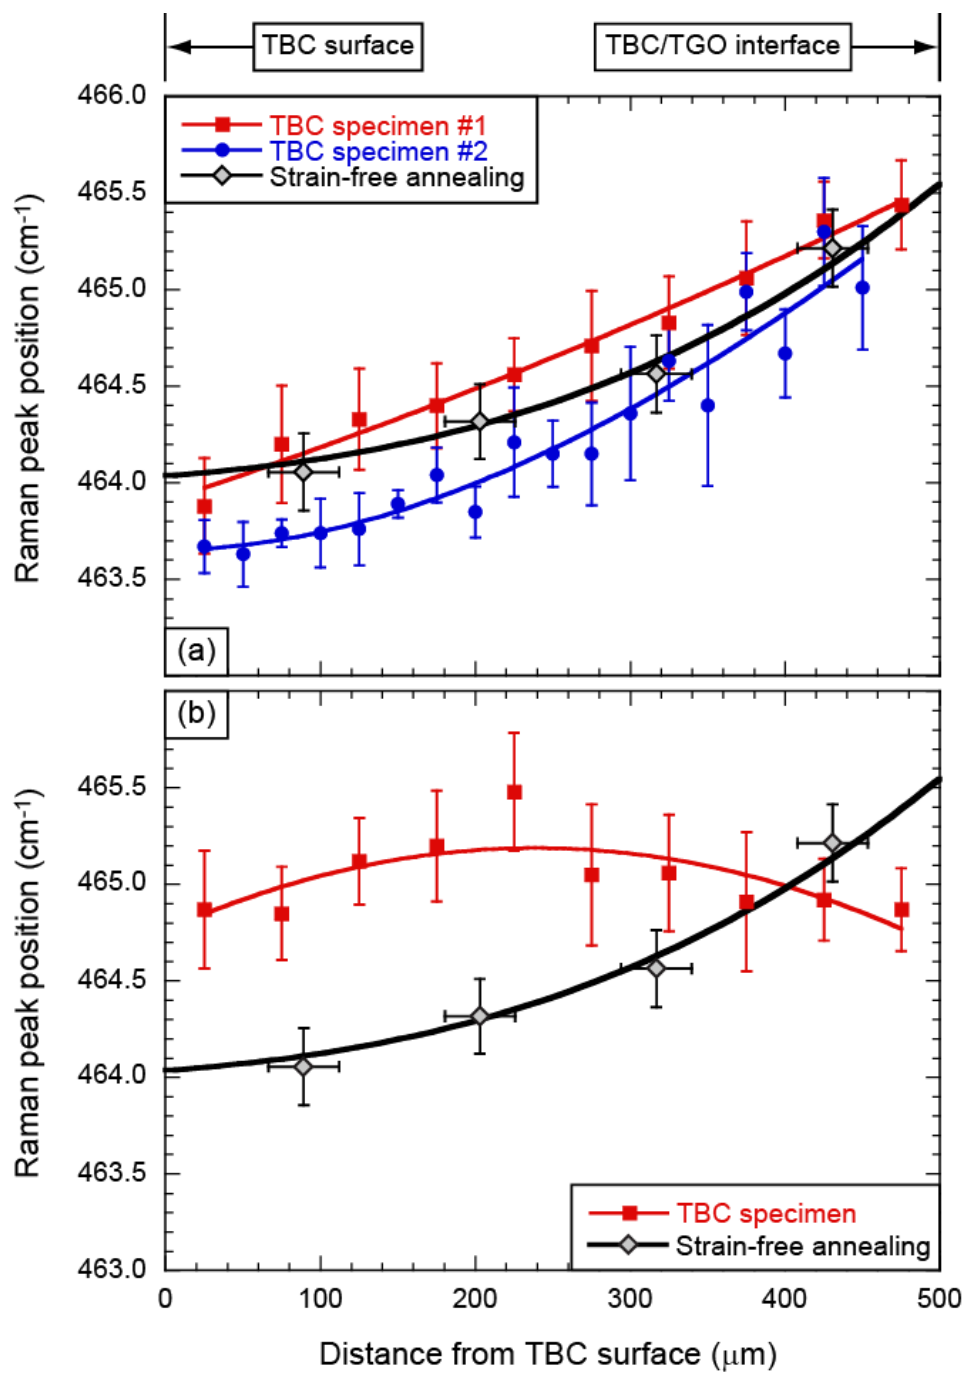 TBC surface
TBC/TGO interface
466.0
465.5
465.0
464.5
464.0
463.5
Raman peak position (cm⁻¹)
TBC specimen #1
TBC specimen #2
Strain-free annealing
(a)
(b)
465.5
465.0
464.5
464.0
463.5
463.0
Raman peak position (cm⁻¹)
TBC specimen
Strain-free annealing
0 100 200 300 400 500
Distance from TBC surface (μm)